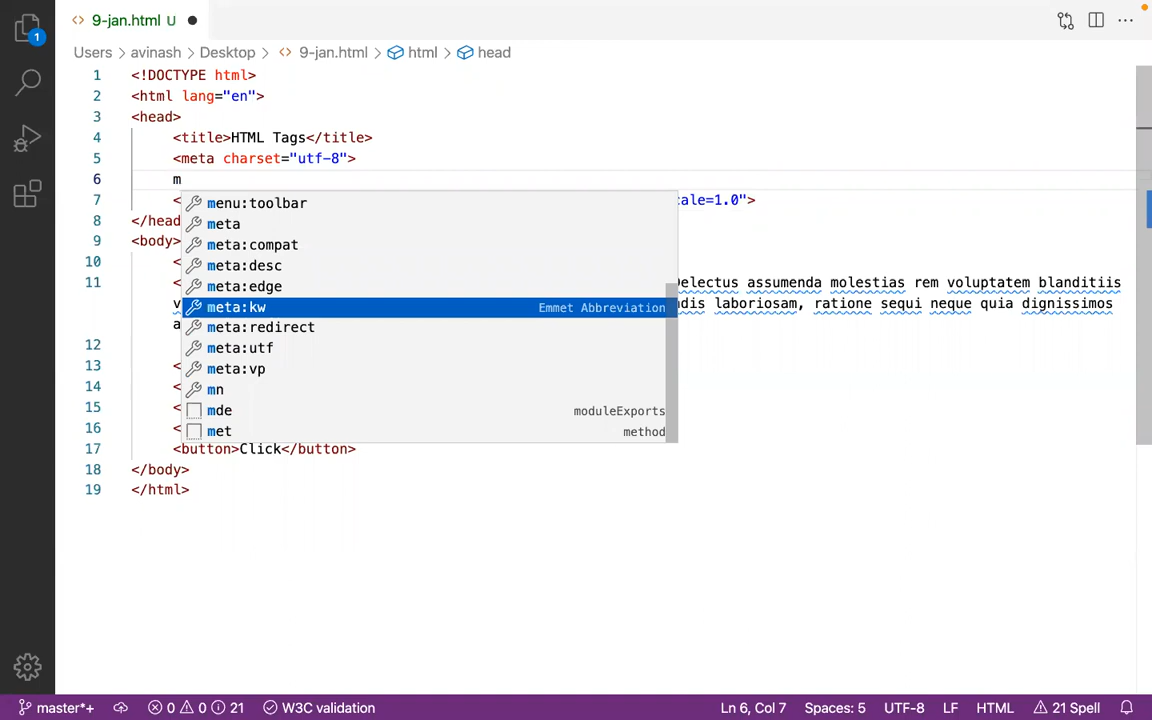 9-jan.html U
1
Users > avinash > Desktop > 9-jan.html > html > head
1 <!DOCTYPE html>
2 <html lang="en">
3 <head>
4 <title>HTML Tags</title>
5 <meta charset="utf-8">
6 m
7 < cale=1.0">
menu:toolbar
8 </head
meta
9 <body>
meta:compat
10 <
meta:desc
11 < Delectus assumenda molestias rem voluptatem blanditiis
meta:edge
v ndis laboriosam, ratione sequi neque quia dignissimos
meta:kw Emmet Abbreviation
a
meta:redirect
12
meta:utf
13 <
meta:vp
14 <
mn
15 <
mde moduleExports
16 <
met method
17 <button>Click</button>
18 </body>
19 </html>
master*+ 0 0 21 W3C validation Ln 6, Col 7 Spaces: 5 UTF-8 LF HTML 21 Spell